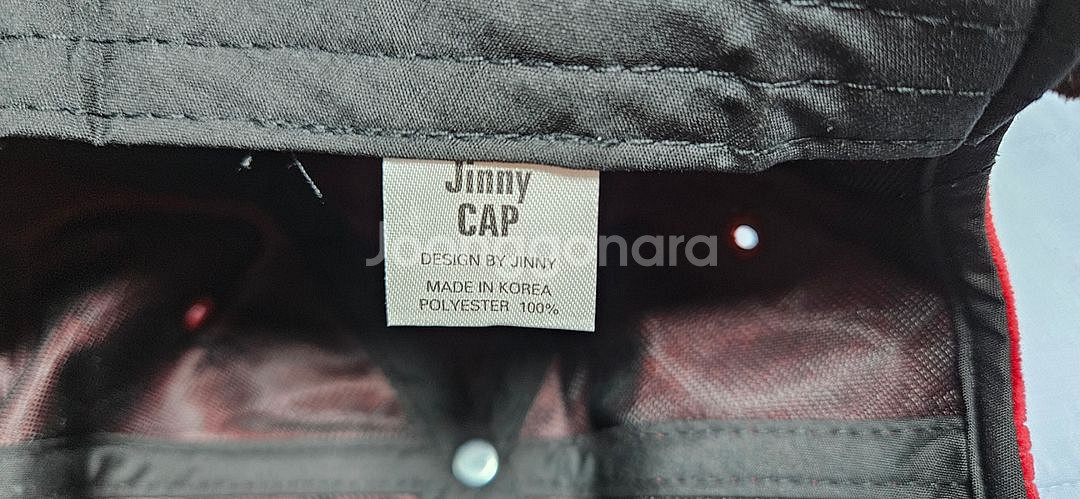 Jinny
CAP
DESIGN BY JINNY
MADE IN KOREA
POLYESTER 100%